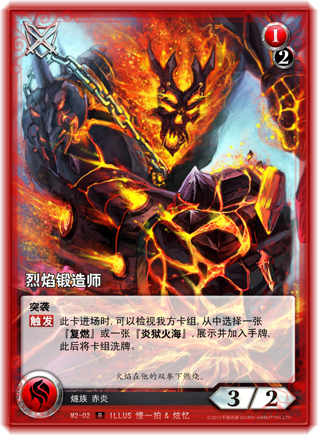 1
2
烈焰锻造师
突袭
触发 此卡进场时,可以检视我方卡组,从中选择一张
『复燃』或一张『炎獄火海』,展示并加入手牌,
此后将卡组洗牌。
火焰在他的双拳下燃烧。
燧族 赤炎
3 / 2
M2-02 R ILLUS 慢一拍 & 炫忆